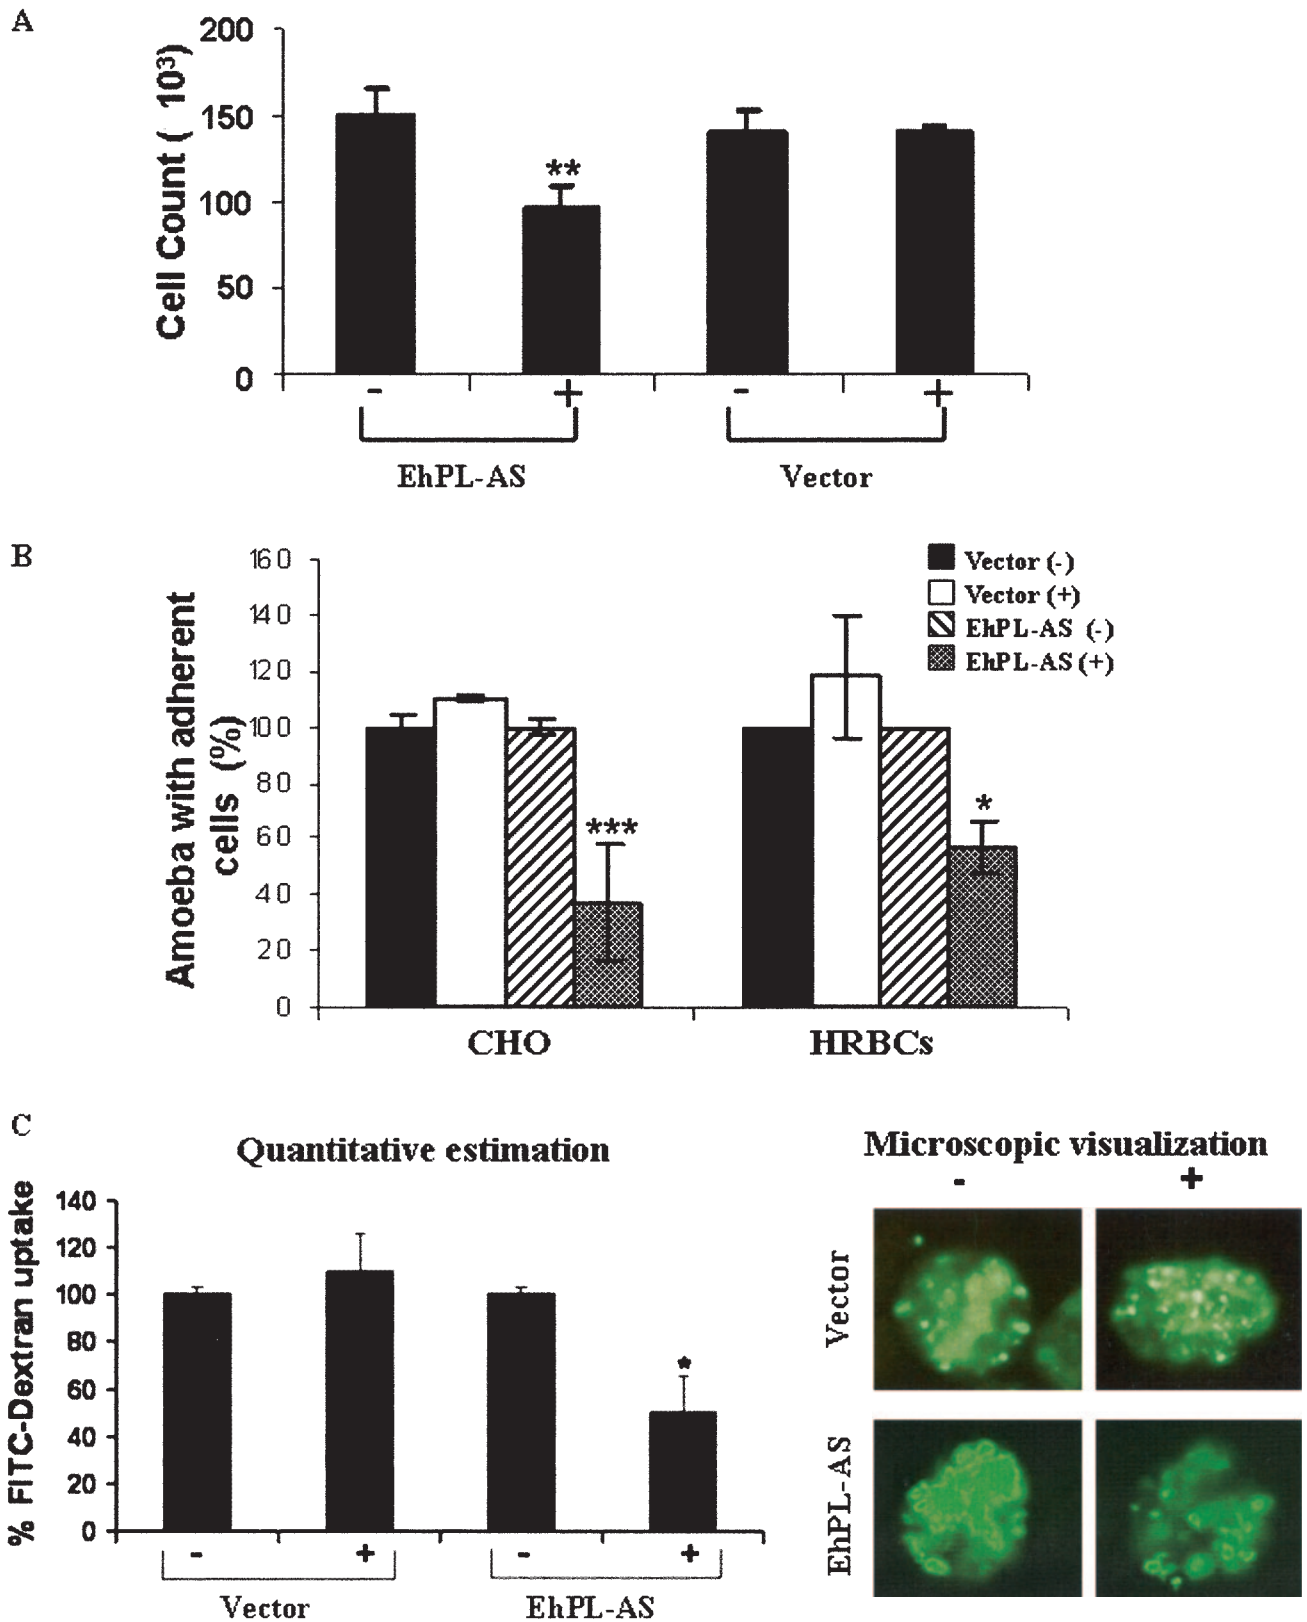 A
Cell Count ( 10³)
200
150
100
50
0
**
- + - +
EhPL-AS Vector
B
Amoeba with adherent
cells (%)
160
140
120
100
80
60
40
20
0
Vector (-)
Vector (+)
EhPL-AS (-)
EhPL-AS (+)
***
*
CHO HRBCs
C
Quantitative estimation
% FITC-Dextran uptake
140
120
100
80
60
40
20
0
*
- + - +
Vector EhPL-AS
Microscopic visualization
- +
Vector
EhPL-AS